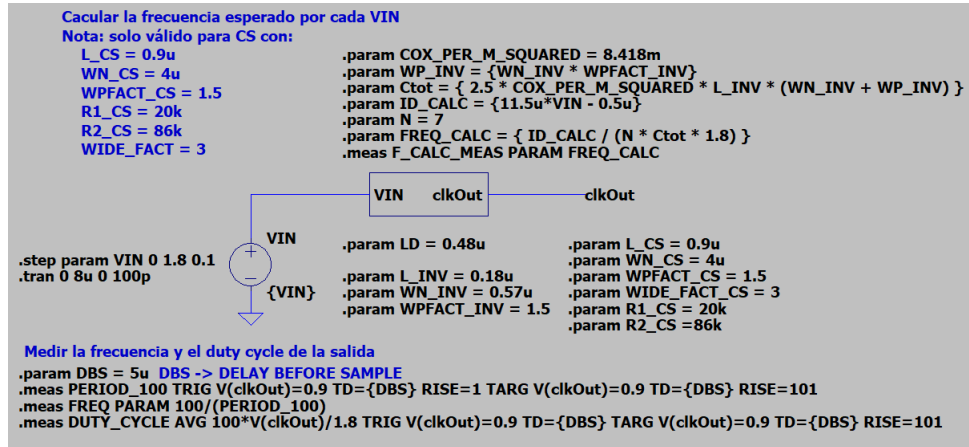 Cacular la frecuencia esperado por cada VIN
Nota: solo válido para CS con:
L_CS = 0.9u
WN_CS = 4u
WPFACT_CS = 1.5
R1_CS = 20k
R2_CS = 86k
WIDE_FACT = 3
.param COX_PER_M_SQUARED = 8.418m
.param WP_INV = {WN_INV * WPFACT_INV}
.param Ctot = { 2.5 * COX_PER_M_SQUARED * L_INV * (WN_INV + WP_INV) }
.param ID_CALC = {11.5u*VIN - 0.5u}
.param N = 7
.param FREQ_CALC = { ID_CALC / (N * Ctot * 1.8) }
.meas F_CALC_MEAS PARAM FREQ_CALC
VIN clkOut
clkOut
VIN
{VIN}
.step param VIN 0 1.8 0.1
.tran 0 8u 0 100p
.param LD = 0.48u
.param L_INV = 0.18u
.param WN_INV = 0.57u
.param WPFACT_INV = 1.5
.param L_CS = 0.9u
.param WN_CS = 4u
.param WPFACT_CS = 1.5
.param WIDE_FACT_CS = 3
.param R1_CS = 20k
.param R2_CS =86k
Medir la frecuencia y el duty cycle de la salida
.param DBS = 5u DBS -> DELAY BEFORE SAMPLE
.meas PERIOD_100 TRIG V(clkOut)=0.9 TD={DBS} RISE=1 TARG V(clkOut)=0.9 TD={DBS} RISE=101
.meas FREQ PARAM 100/(PERIOD_100)
.meas DUTY_CYCLE AVG 100*V(clkOut)/1.8 TRIG V(clkOut)=0.9 TD={DBS} TARG V(clkOut)=0.9 TD={DBS} RISE=101